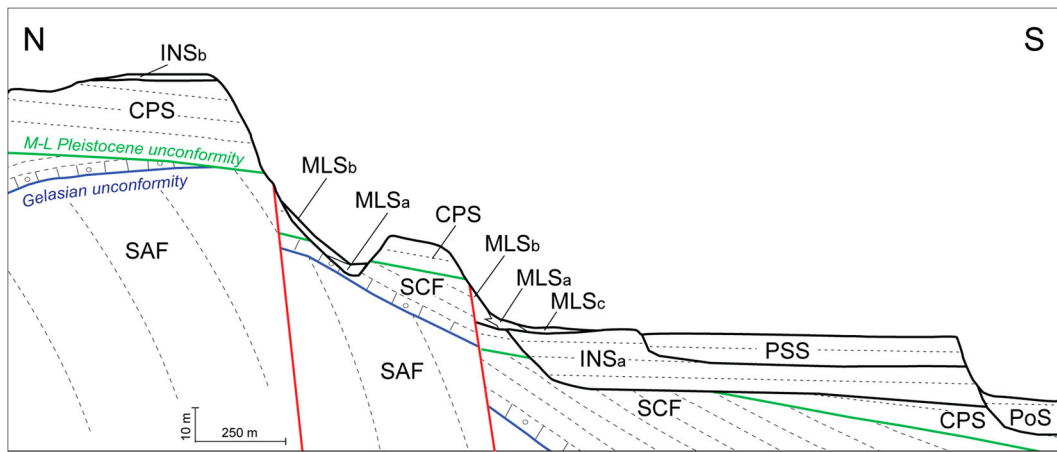 N
S
INSb
CPS
M-L Pleistocene unconformity
Gelasian unconformity
MLSb
MLSa
CPS
MLSb
MLSa
MLSc
SAF
SCF
PSS
INSa
SAF
SCF
CPS
PoS
10 m
250 m